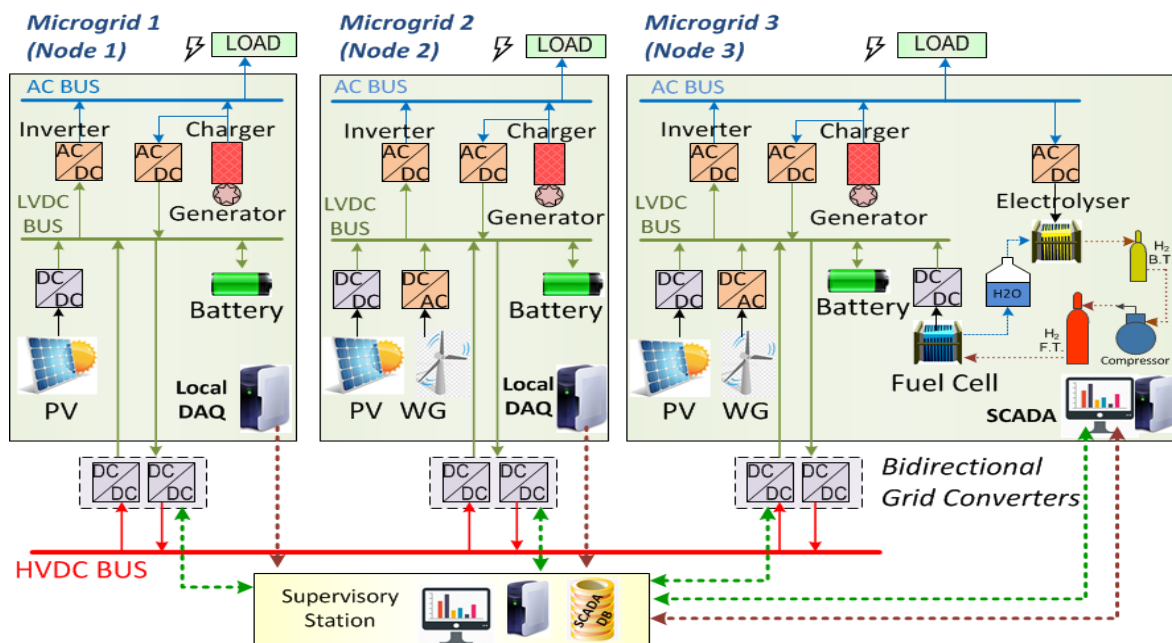 Microgrid 1
(Node 1)
LOAD
AC BUS
Inverter
Charger
AC
DC
AC
DC
Generator
LVDC
BUS
DC
DC
Battery
PV
Local
DAQ
DC
DC
DC
DC
Microgrid 2
(Node 2)
LOAD
AC BUS
Inverter
Charger
AC
DC
AC
DC
Generator
LVDC
BUS
DC
DC
DC
AC
Battery
PV
WG
Local
DAQ
DC
DC
DC
DC
Microgrid 3
(Node 3)
LOAD
AC BUS
Inverter
Charger
AC
DC
AC
DC
AC
DC
Generator
Electrolyser
LVDC
BUS
DC
DC
DC
AC
Battery
DC
DC
H2O
H2
B.T.
H2
F.T.
Compressor
Fuel Cell
PV
WG
SCADA
DC
DC
DC
DC
Bidirectional
Grid Converters
HVDC BUS
Supervisory
Station
SCADA
DB